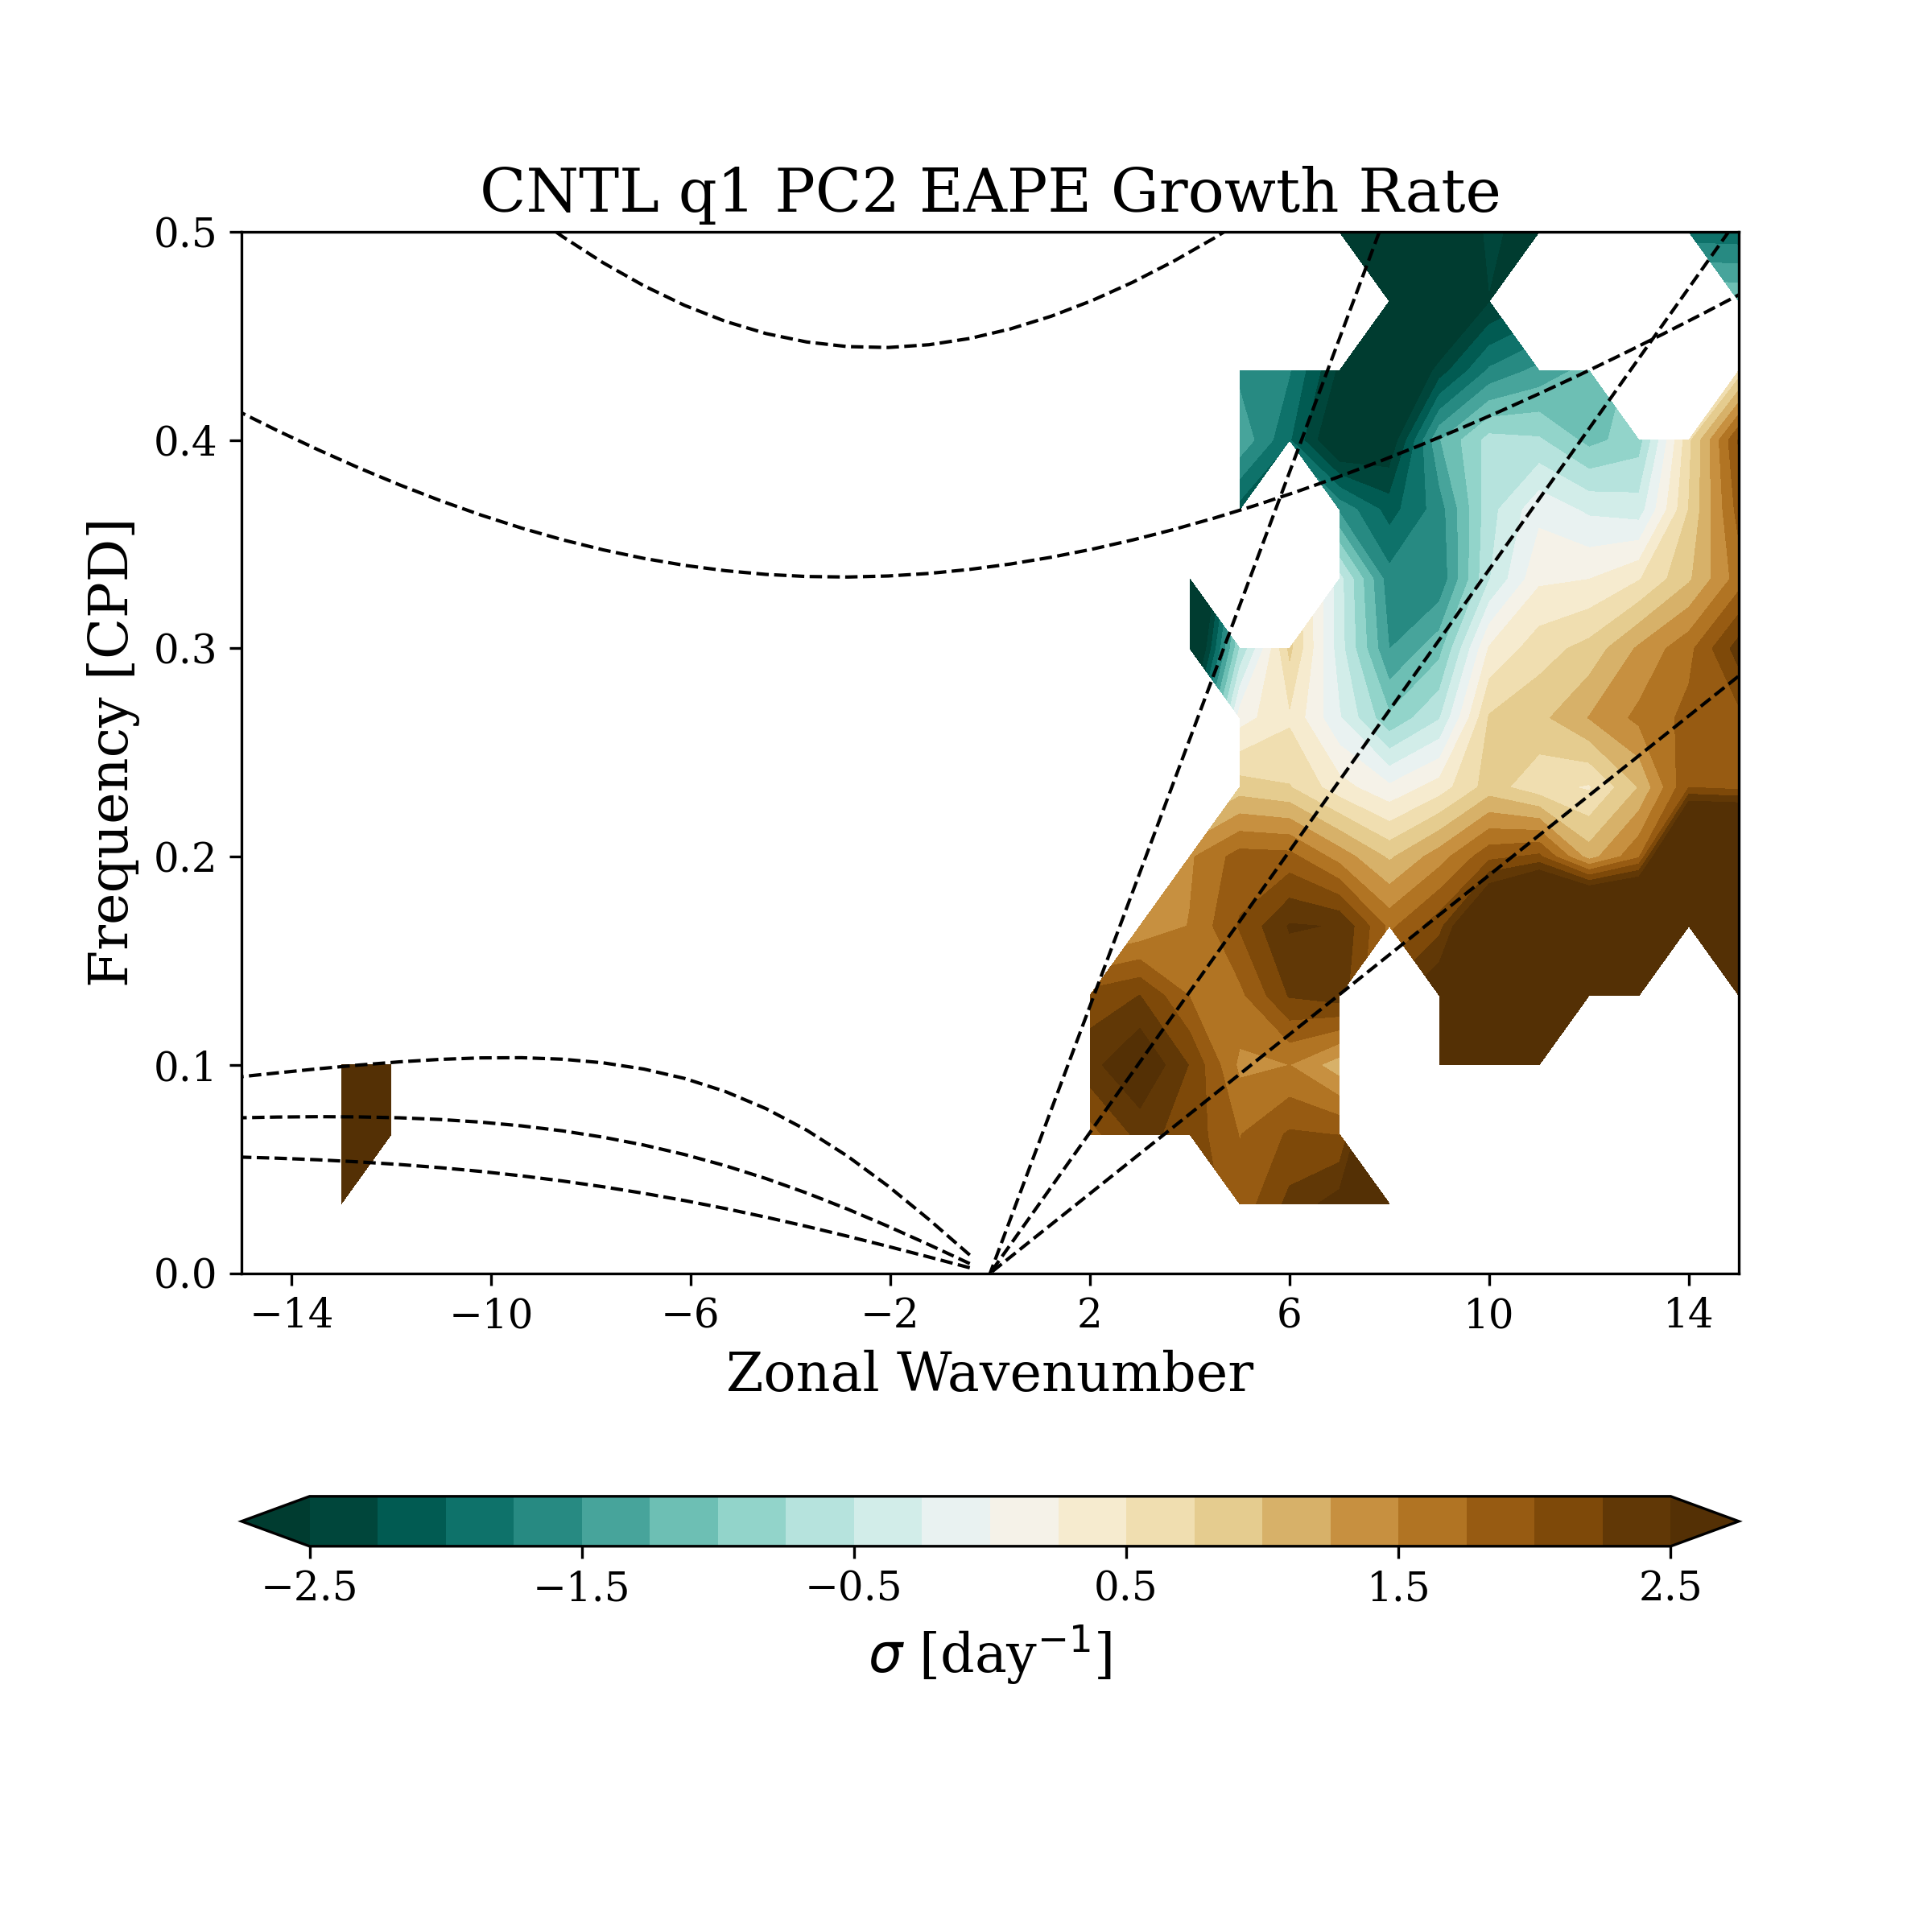 CNTL q1 PC2 EAPE Growth Rate
0.5
0.4
0.3
0.2
0.1
0.0
Frequency [CPD]
−14 −10 −6 −2 2 6 10 14
Zonal Wavenumber
−2.5 −1.5 −0.5 0.5 1.5 2.5
σ [day⁻¹]